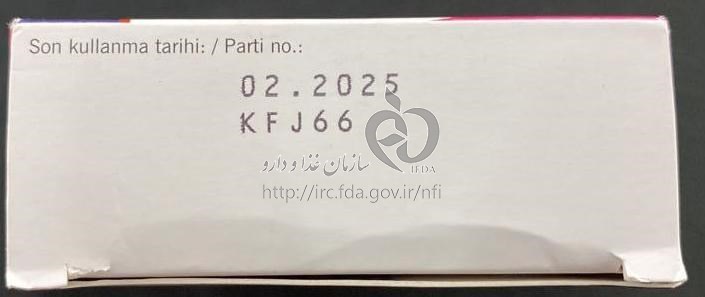 Son kullanma tarihi: / Parti no.:
02.2025
KFJ66
IFDA
سازمان غذا و دارو
http://irc.fda.gov.ir/nfi